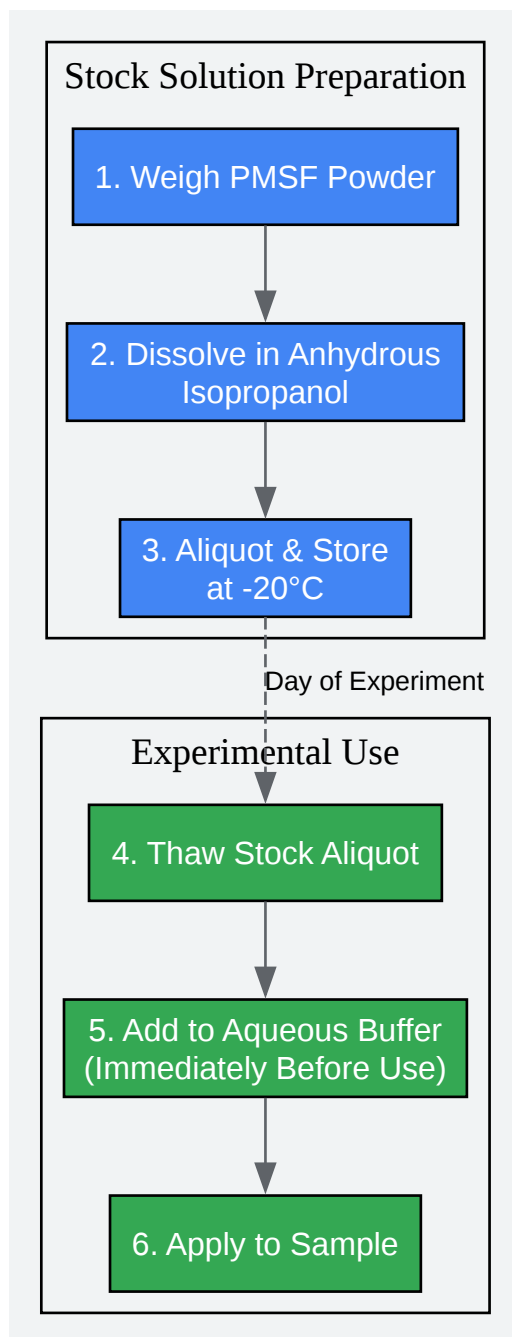 Stock Solution Preparation
1. Weigh PMSF Powder
2. Dissolve in Anhydrous
Isopropanol
3. Aliquot & Store
at -20°C
Day of Experiment
Experimental Use
4. Thaw Stock Aliquot
5. Add to Aqueous Buffer
(Immediately Before Use)
6. Apply to Sample